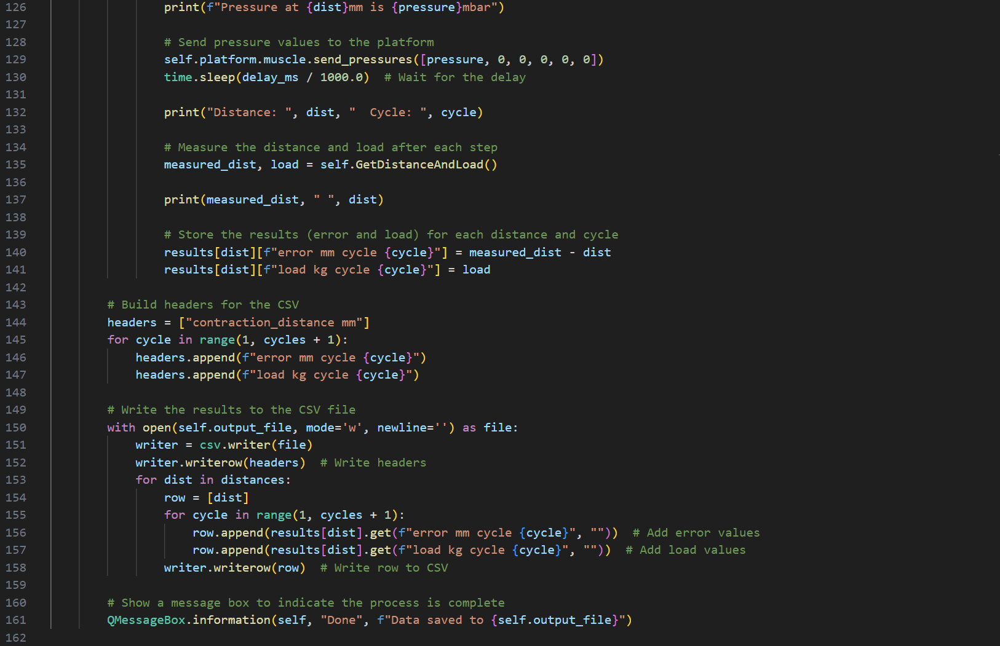 126 print(f"Pressure at {dist}mm is {pressure}mbar")
127
128 # Send pressure values to the platform
129 self.platform.muscle.send_pressures([pressure, 0, 0, 0, 0, 0])
130 time.sleep(delay_ms / 1000.0)  # Wait for the delay
131
132 print("Distance: ", dist, "  Cycle: ", cycle)
133
134 # Measure the distance and load after each step
135 measured_dist, load = self.GetDistanceAndLoad()
136
137 print(measured_dist, " ", dist)
138
139 # Store the results (error and load) for each distance and cycle
140 results[dist][f"error mm cycle {cycle}"] = measured_dist - dist
141 results[dist][f"load kg cycle {cycle}"] = load
142
143 # Build headers for the CSV
144 headers = ["contraction_distance mm"]
145 for cycle in range(1, cycles + 1):
146 headers.append(f"error mm cycle {cycle}")
147 headers.append(f"load kg cycle {cycle}")
148
149 # Write the results to the CSV file
150 with open(self.output_file, mode='w', newline='') as file:
151 writer = csv.writer(file)
152 writer.writerow(headers)  # Write headers
153 for dist in distances:
154 row = [dist]
155 for cycle in range(1, cycles + 1):
156 row.append(results[dist].get(f"error mm cycle {cycle}", ""))  # Add error values
157 row.append(results[dist].get(f"load kg cycle {cycle}", ""))  # Add load values
158 writer.writerow(row)  # Write row to CSV
159
160 # Show a message box to indicate the process is complete
161 QMessageBox.information(self, "Done", f"Data saved to {self.output_file}")
162